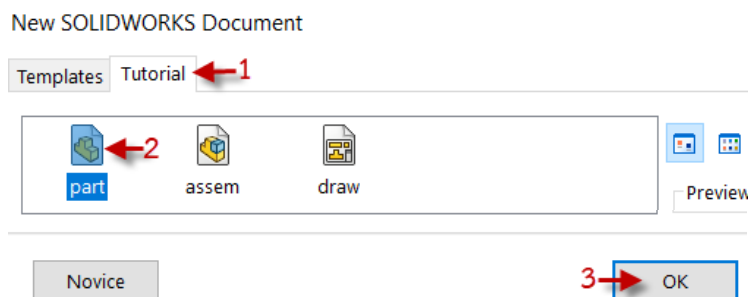 New SOLIDWORKS Document
Templates Tutorial 1
2
part assem draw
Preview
Novice 3 OK